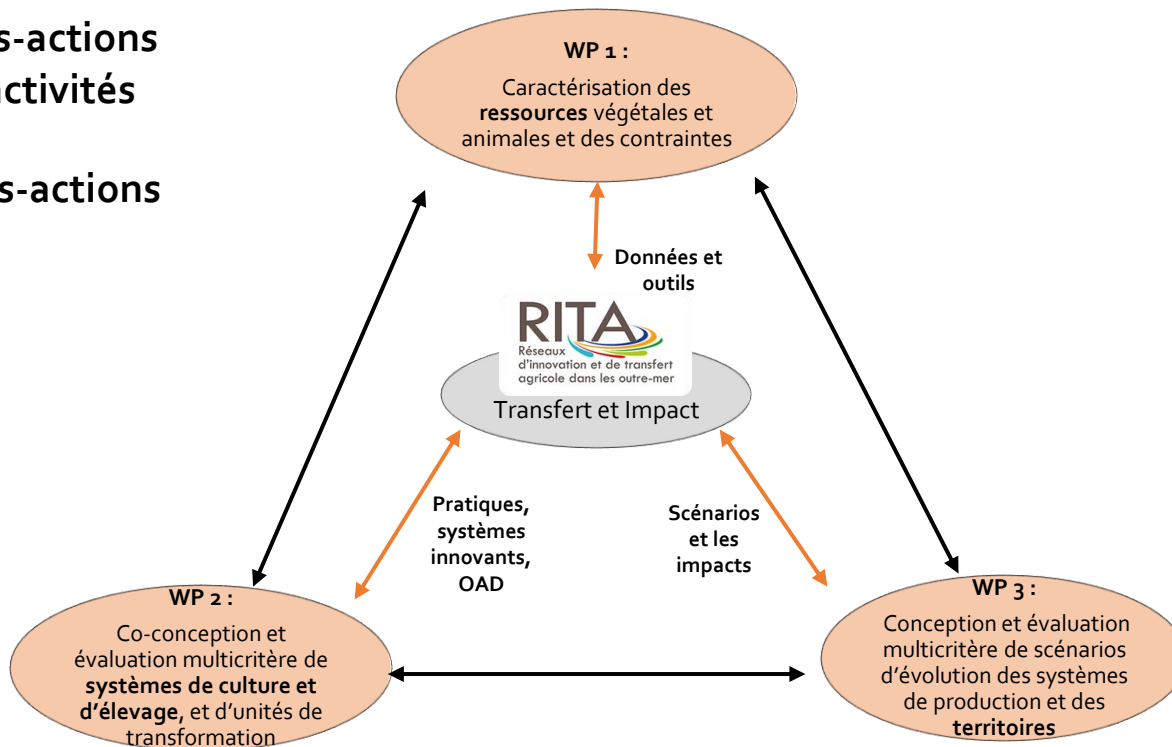 s-actions
activités
s-actions
WP 1 :
Caractérisation des
ressources végétales et
animales et des contraintes
Données et
outils
RITA
Réseaux
d'innovation et de transfert
agricole dans les outre-mer
Transfert et Impact
Pratiques,
systèmes
innovants,
OAD
Scénarios
et les
impacts
WP 2 :
Co-conception et
évaluation multicritère de
systèmes de culture et
d'élevage, et d'unités de
transformation
WP 3 :
Conception et évaluation
multicritère de scénarios
d'évolution des systèmes
de production et des
territoires